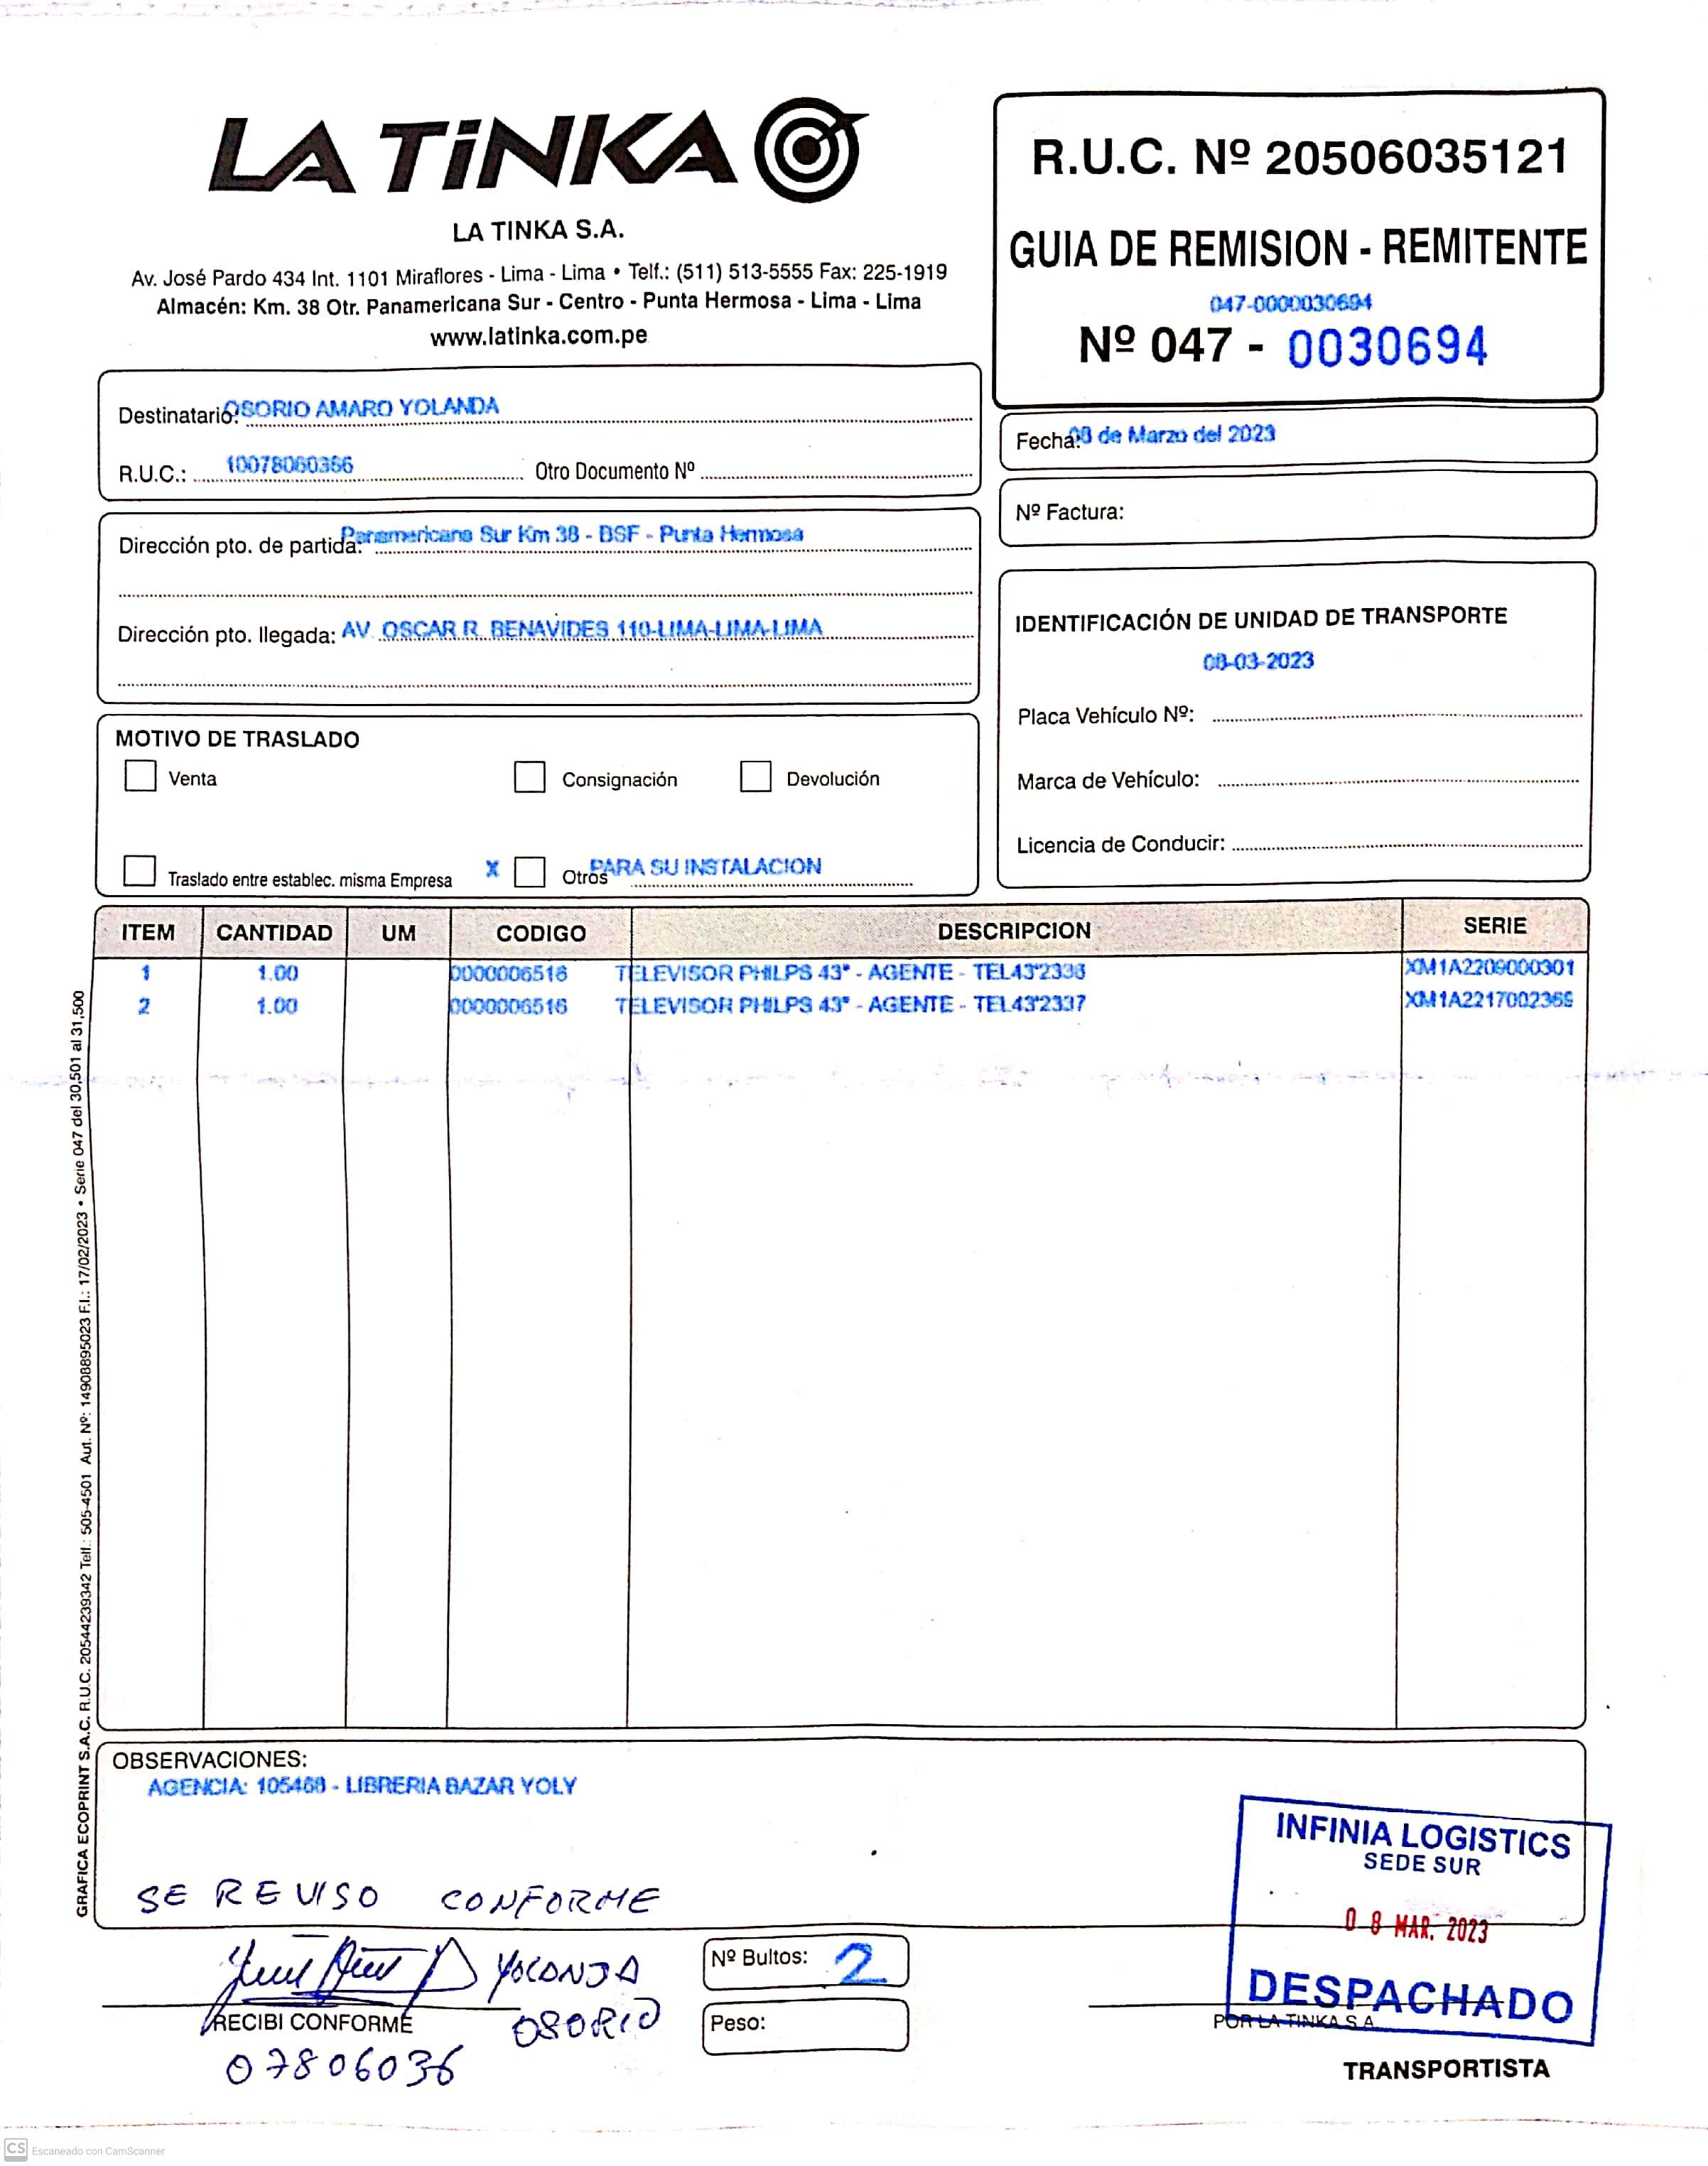 LA TiNKA
LA TINKA S.A.
Av. José Pardo 434 Int. 1101 Miraflores - Lima - Lima • Telf.: (511) 513-5555 Fax: 225-1919
Almacén: Km. 38 Otr. Panamericana Sur - Centro - Punta Hermosa - Lima - Lima
www.latinka.com.pe
R.U.C. Nº 20506035121
GUIA DE REMISION - REMITENTE
047-0000030694
Nº 047 - 0030694
Destinatario: OSORIO AMARO YOLANDA
R.U.C.: 10078060366 Otro Documento Nº
Fecha: 08 de Marzo del 2023
Nº Factura:
Dirección pto. de partida: Panamericana Sur Km 38 - BSF - Punta Hermosa
Dirección pto. llegada: AV. OSCAR R. BENAVIDES 110-LIMA-LIMA-LIMA
IDENTIFICACIÓN DE UNIDAD DE TRANSPORTE
08-03-2023
Placa Vehículo Nº:
Marca de Vehículo:
Licencia de Conducir:
MOTIVO DE TRASLADO
Venta Consignación Devolución
Traslado entre establec. misma Empresa X Otros PARA SU INSTALACION
ITEM CANTIDAD UM CODIGO DESCRIPCION SERIE
1 1.00 0000006516 TELEVISOR PHILPS 43" - AGENTE - TEL43'2336 XM1A2209000301
2 1.00 0000006516 TELEVISOR PHILPS 43" - AGENTE - TEL43'2337 XM1A2217002369
GRAFICA ECOPRINT S.A.C. R.U.C. 20544239342 Telf.: 505-4501 Aut. Nº: 14908895023 F.I.: 17/02/2023 • Serie 047 del 30,501 al 31,500
OBSERVACIONES:
AGENCIA: 105468 - LIBRERIA BAZAR YOLY
SE REVISO CONFORME
INFINIA LOGISTICS
SEDE SUR
08 MAR. 2023
DESPACHADO
YOLANDA
OSORIO
RECIBI CONFORME
07806036
Nº Bultos: 2
Peso:
POR LA TINKA S.A.
TRANSPORTISTA
CS Escaneado con CamScanner